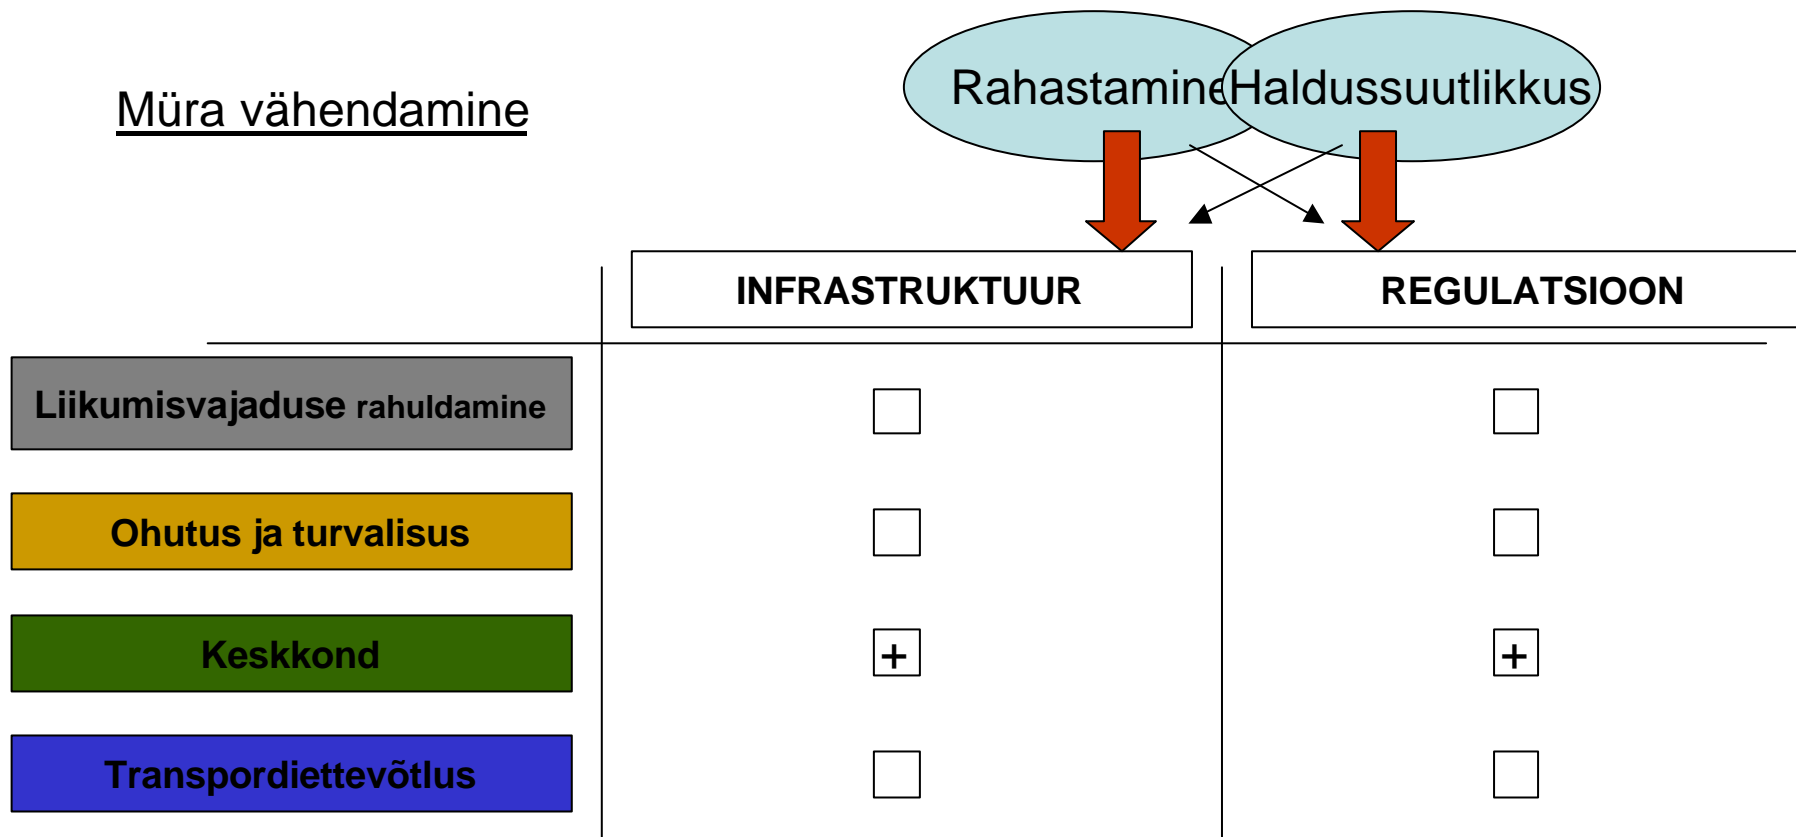 Müra vähendamine
Rahastamine
Haldussuutlikkus
INFRASTRUKTUUR
REGULATSIOON
Liikumisvajaduse rahuldamine
Ohutus ja turvalisus
Keskkond
+
+
Transpordiettevõtlus